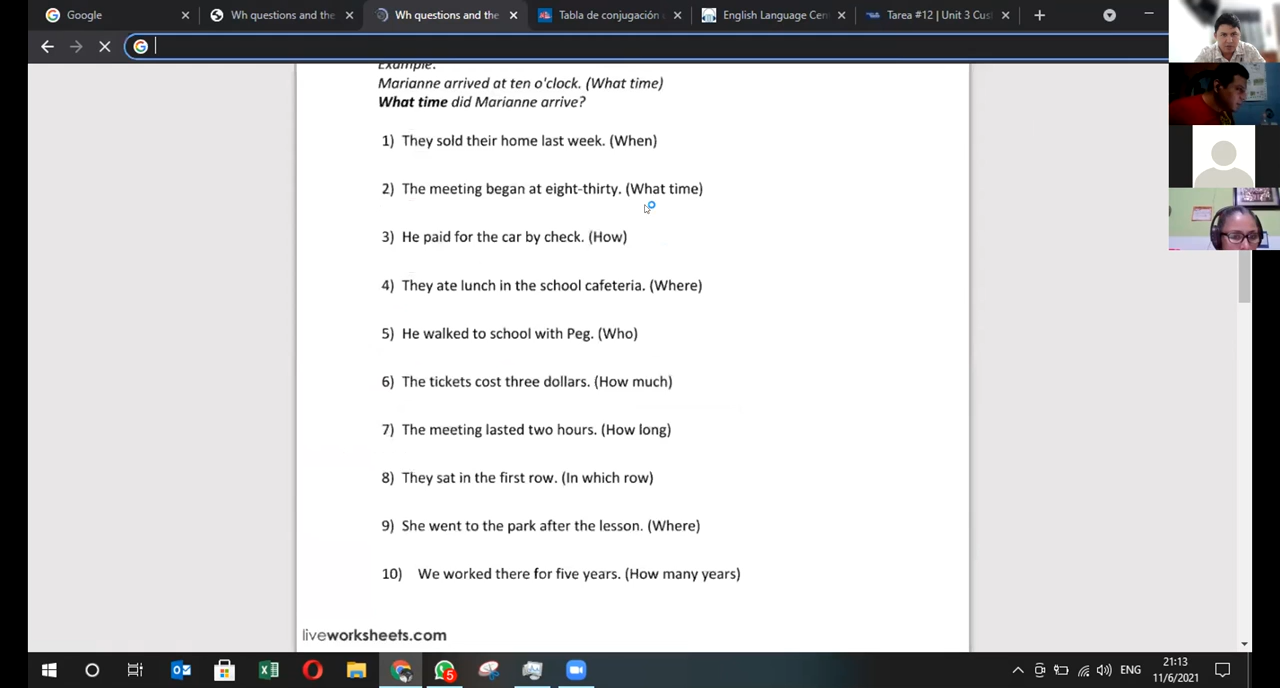 Google
Wh questions and the
Wh questions and the
Tabla de conjugación
English Language Cen
Tarea #12 | Unit 3 Cus
Example:
Marianne arrived at ten o'clock. (What time)
What time did Marianne arrive?
1) They sold their home last week. (When)
2) The meeting began at eight-thirty. (What time)
3) He paid for the car by check. (How)
4) They ate lunch in the school cafeteria. (Where)
5) He walked to school with Peg. (Who)
6) The tickets cost three dollars. (How much)
7) The meeting lasted two hours. (How long)
8) They sat in the first row. (In which row)
9) She went to the park after the lesson. (Where)
10) We worked there for five years. (How many years)
liveworksheets.com
5
ENG
21:13
11/6/2021